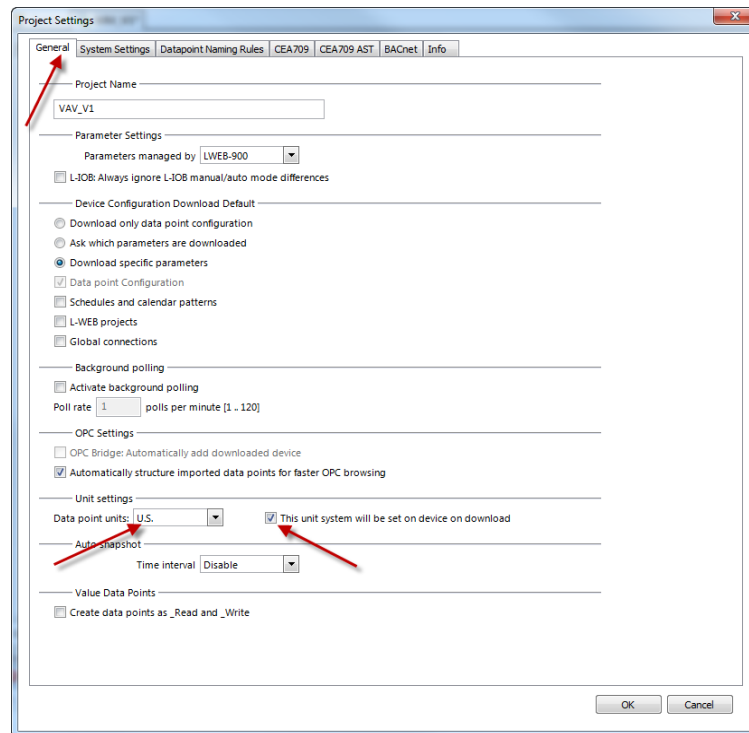 Project Settings
General System Settings Datapoint Naming Rules CEA709 CEA709 AST BACnet Info
Project Name
VAV_V1
Parameter Settings
Parameters managed by LWEB-900
L-IOB: Always ignore L-IOB manual/auto mode differences
Device Configuration Download Default
Download only data point configuration
Ask which parameters are downloaded
Download specific parameters
Data point Configuration
Schedules and calendar patterns
L-WEB projects
Global connections
Background polling
Activate background polling
Poll rate 1 polls per minute [1 .. 120]
OPC Settings
OPC Bridge: Automatically add downloaded device
Automatically structure imported data points for faster OPC browsing
Unit settings
Data point units: U.S. This unit system will be set on device on download
Auto snapshot
Time interval Disable
Value Data Points
Create data points as _Read and _Write
OK Cancel